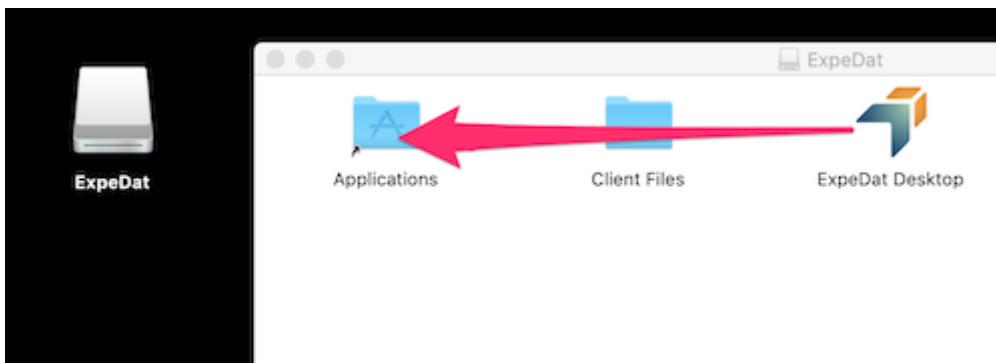 ExpeDat
Applications
Client Files
ExpeDat Desktop
ExpeDat